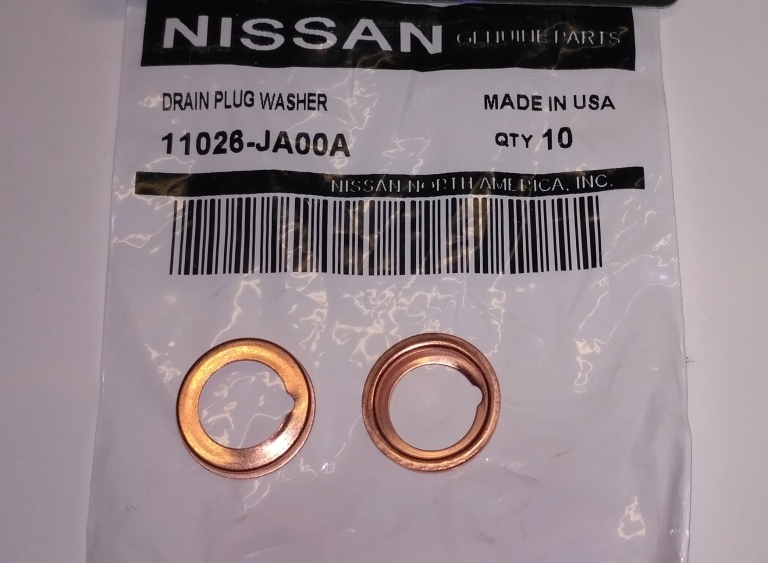 NISSAN GENUINE PARTS
DRAIN PLUG WASHER MADE IN USA
11026-JA00A QTY 10
NISSAN NORTH AMERICA, INC.